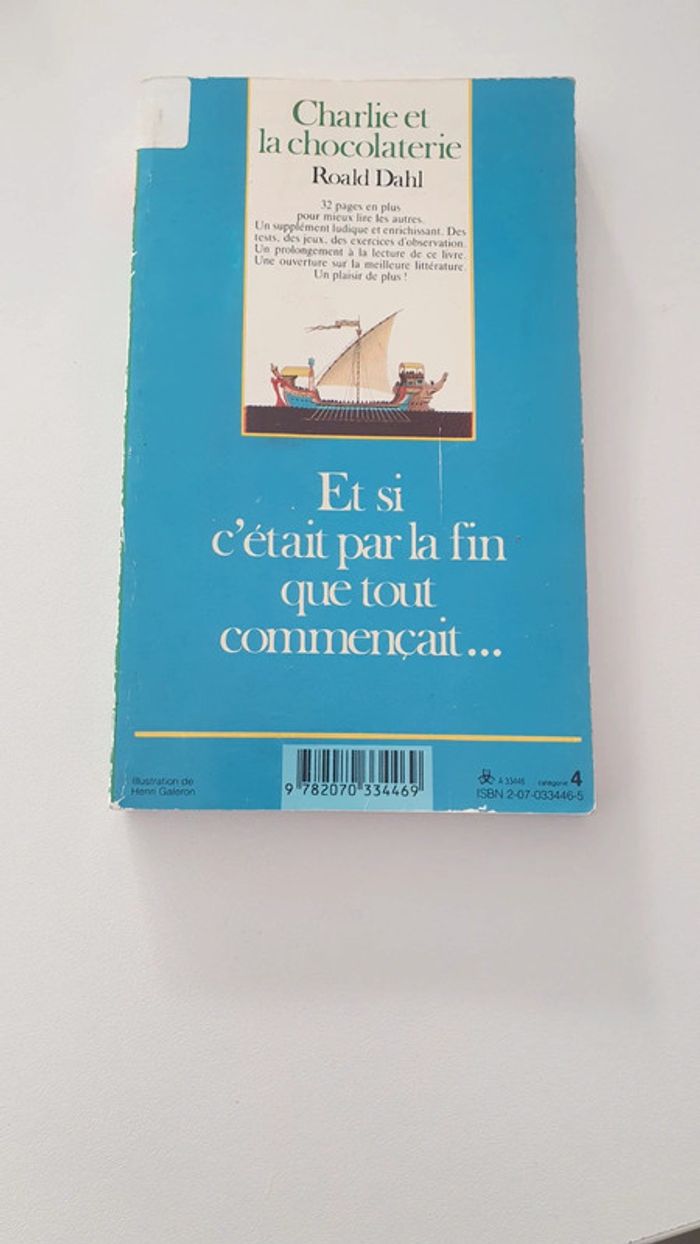 Charlie et
la chocolaterie
Roald Dahl
32 pages en plus
pour mieux lire les autres.
Un supplément ludique et enrichissant. Des
tests, des jeux, des exercices d'observation.
Un prolongement à la lecture de ce livre.
Une ouverture sur la meilleure littérature.
Un plaisir de plus !
Et si
c'était par la fin
que tout
commençait...
Illustration de
Henri Galeron
9 782070 334469
A 33446 catégorie 4
ISBN 2-07-033446-5